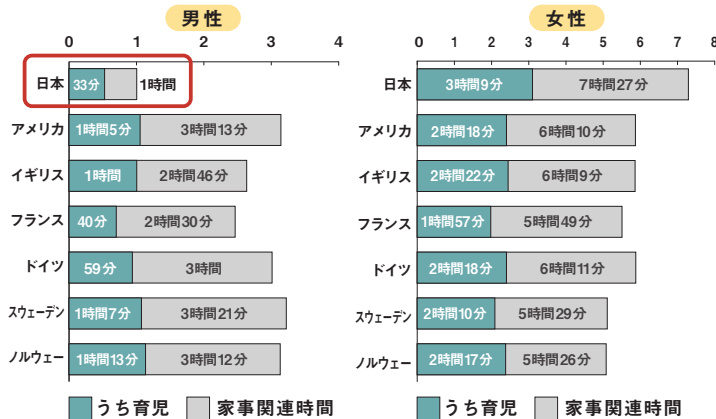 男性
0 1 2 3 4
日本 33分 1時間
アメリカ 1時間5分 3時間13分
イギリス 1時間 2時間46分
フランス 40分 2時間30分
ドイツ 59分 3時間
スウェーデン 1時間7分 3時間21分
ノルウェー 1時間13分 3時間12分
うち育児 家事関連時間
女性
0 1 2 3 4 5 6 7 8
日本 3時間9分 7時間27分
アメリカ 2時間18分 6時間10分
イギリス 2時間22分 6時間9分
フランス 1時間57分 5時間49分
ドイツ 2時間18分 6時間11分
スウェーデン 2時間10分 5時間29分
ノルウェー 2時間17分 5時間26分
うち育児 家事関連時間